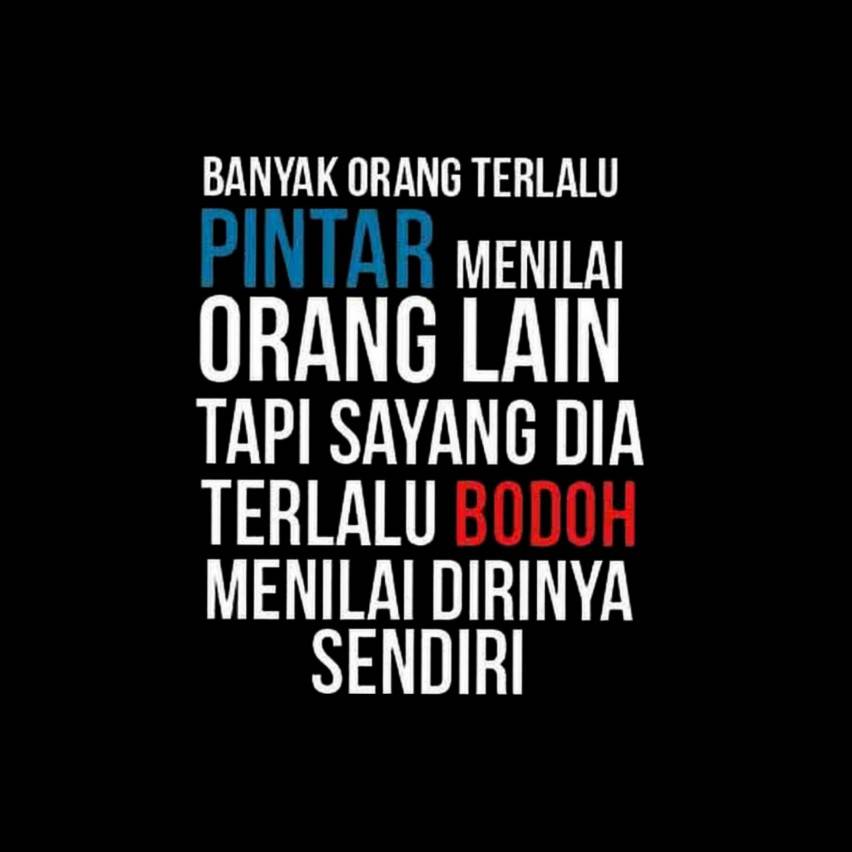 BANYAK ORANG TERLALU
PINTAR MENILAI
ORANG LAIN
TAPI SAYANG DIA
TERLALU BODOH
MENILAI DIRINYA
SENDIRI